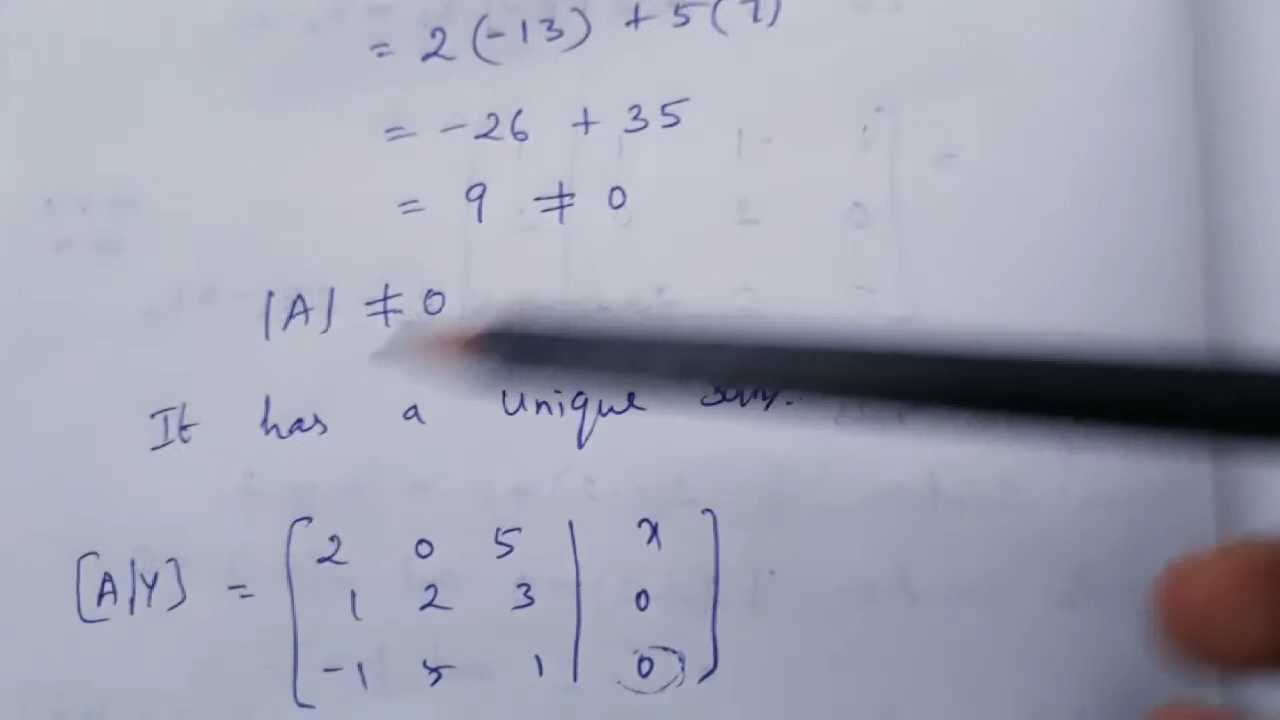 = 2 (-13) + 5(7)
= -26 + 35
= 9 ≠ 0
|A| ≠ 0
It has a unique
[A|Y] = [ 2 0 5 | x ]
1 2 3 | 0
-1 5 1 | 0